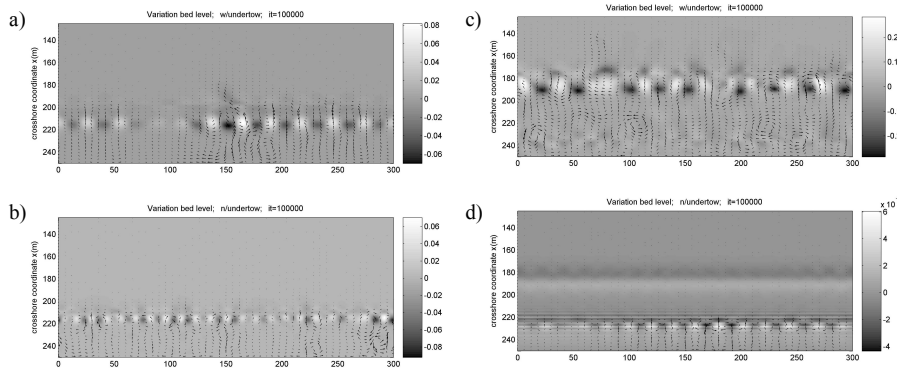 a)
Variation bed level; w/undertow; it=100000
crosshore coordinate x(m)
140
160
180
200
220
240
0 50 100 150 200 250 300
0.08
0.06
0.04
0.02
0
-0.02
-0.04
-0.06
b)
Variation bed level; n/undertow; it=100000
crosshore coordinate x(m)
140
160
180
200
220
240
0 50 100 150 200 250 300
0.06
0.04
0.02
0
-0.02
-0.04
-0.06
-0.08
c)
Variation bed level; w/undertow; it=100000
crosshore coordinate x(m)
140
160
180
200
220
240
0 50 100 150 200 250 300
0.2
0.1
0
-0.1
d)
Variation bed level; n/undertow; it=100000
crosshore coordinate x(m)
140
160
180
200
220
240
0 50 100 150 200 250 300
x 10
6
4
2
0
-2
-4